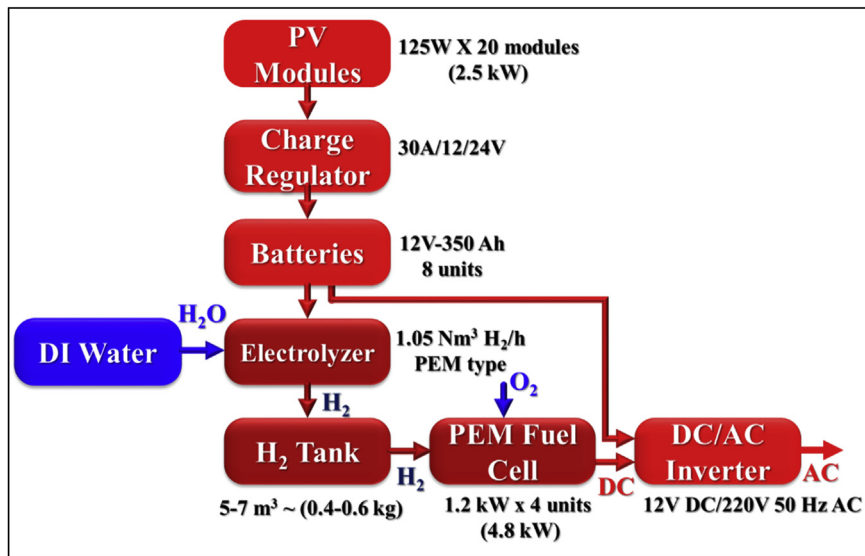 PV
Modules
125W X 20 modules
(2.5 kW)
Charge
Regulator
30A/12/24V
Batteries
12V-350 Ah
8 units
H₂O
DI Water
Electrolyzer
1.05 Nm³ H₂/h
PEM type
H₂
O₂
H₂ Tank
H₂
PEM Fuel
Cell
DC
DC/AC
Inverter
AC
5-7 m³ ~ (0.4-0.6 kg)
1.2 kW x 4 units
(4.8 kW)
12V DC/220V 50 Hz AC